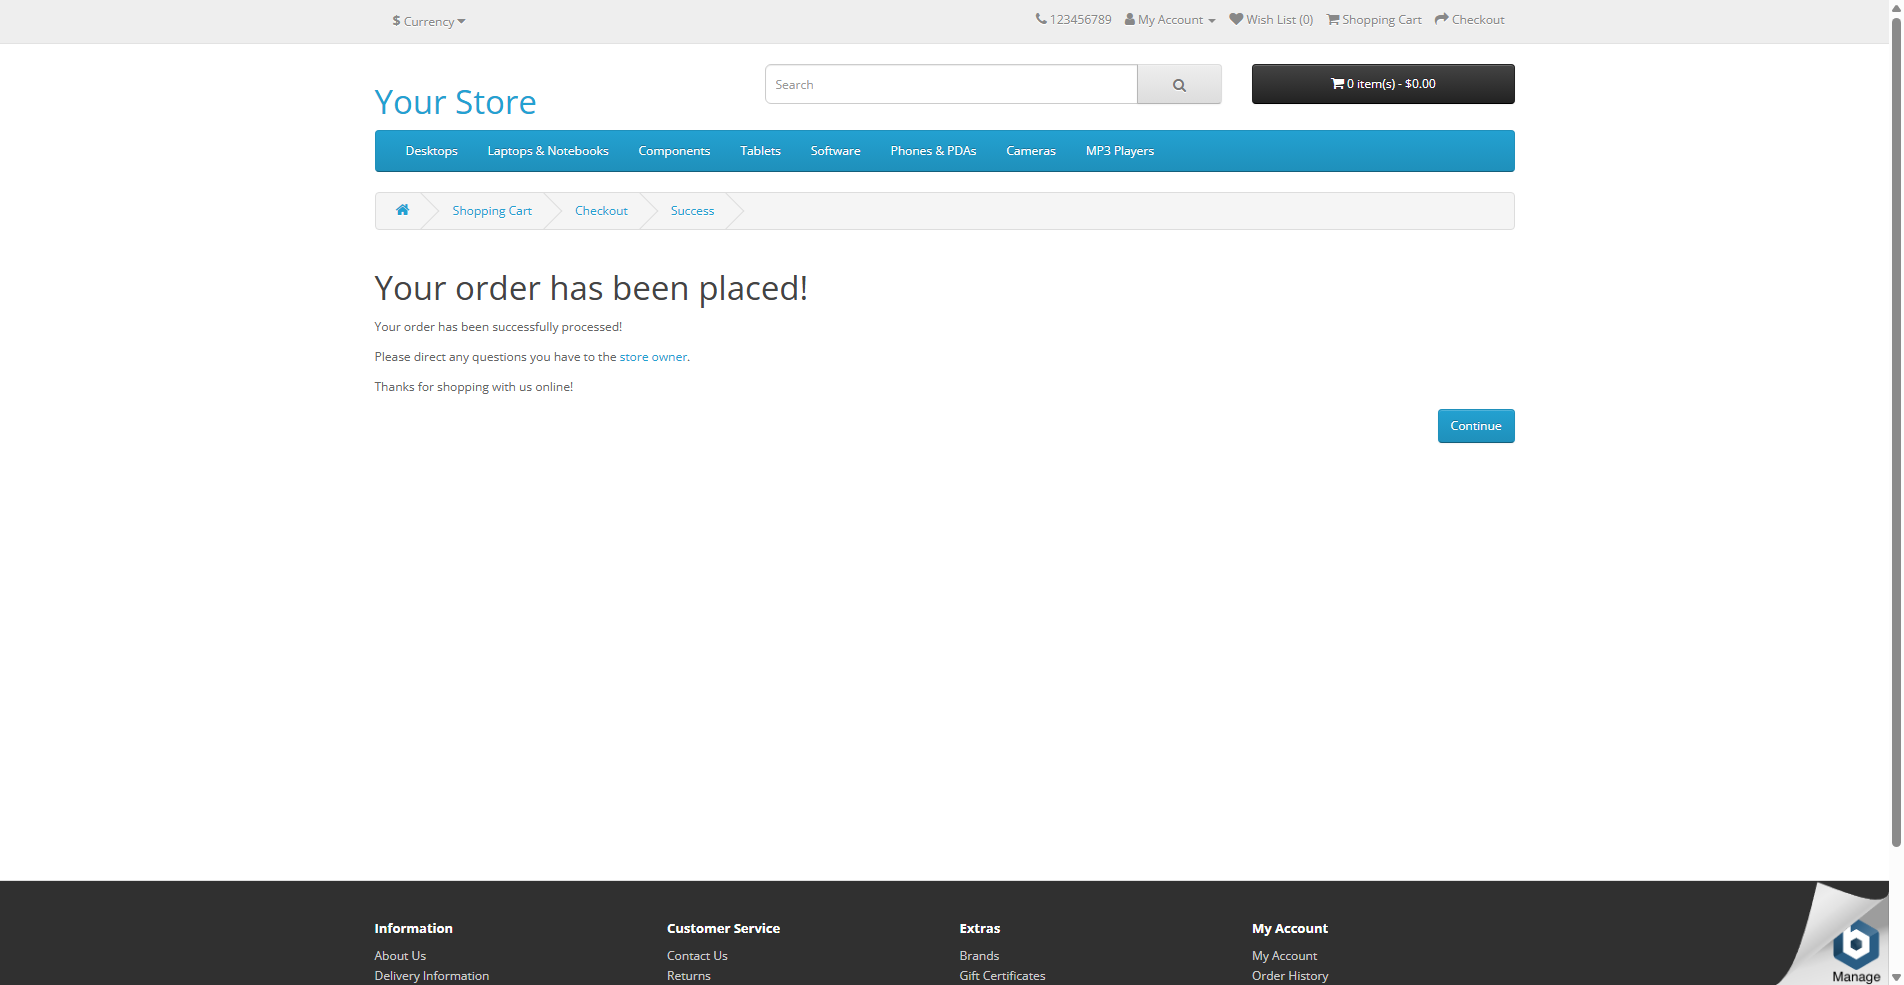 $ Currency
123456789 My Account Wish List (0) Shopping Cart Checkout
Your Store
Search
0 item(s) - $0.00
Desktops Laptops & Notebooks Components Tablets Software Phones & PDAs Cameras MP3 Players
Shopping Cart Checkout Success
Your order has been placed!
Your order has been successfully processed!
Please direct any questions you have to the store owner.
Thanks for shopping with us online!
Continue
Information Customer Service Extras My Account
About Us Contact Us Brands My Account
Delivery Information Returns Gift Certificates Order History
b
Manage